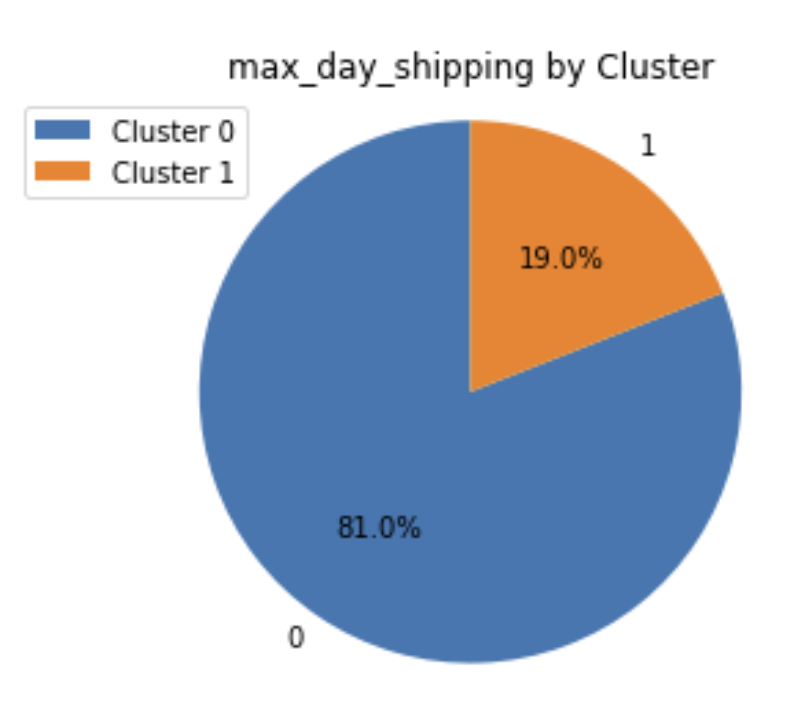 max_day_shipping by Cluster
Cluster 0
Cluster 1
1
19.0%
81.0%
0